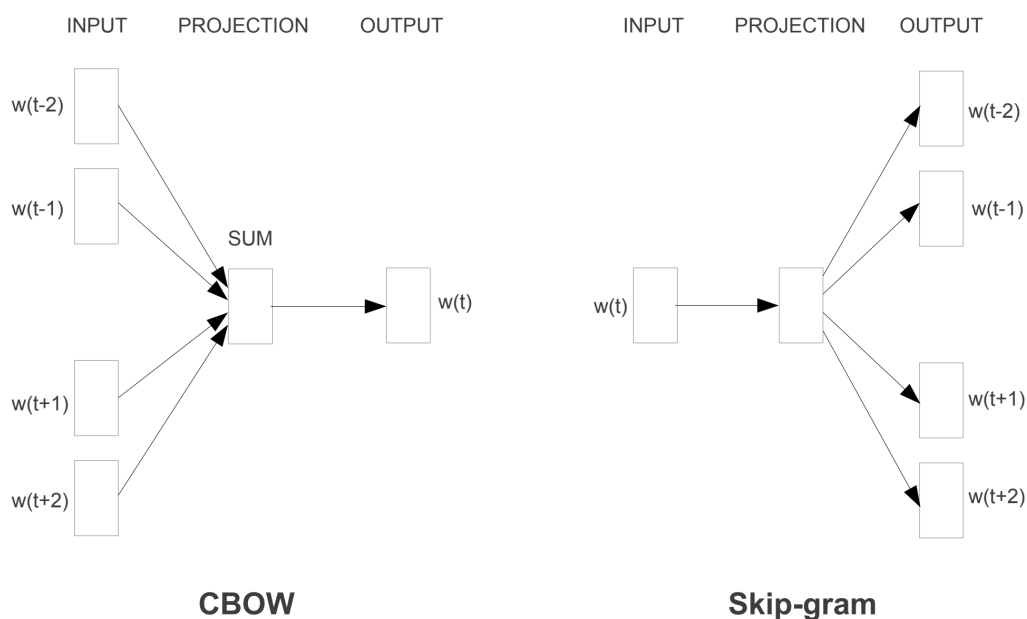 INPUT PROJECTION OUTPUT
w(t-2)
w(t-1)
SUM
w(t)
w(t+1)
w(t+2)
CBOW
INPUT PROJECTION OUTPUT
w(t-2)
w(t-1)
w(t)
w(t+1)
w(t+2)
Skip-gram